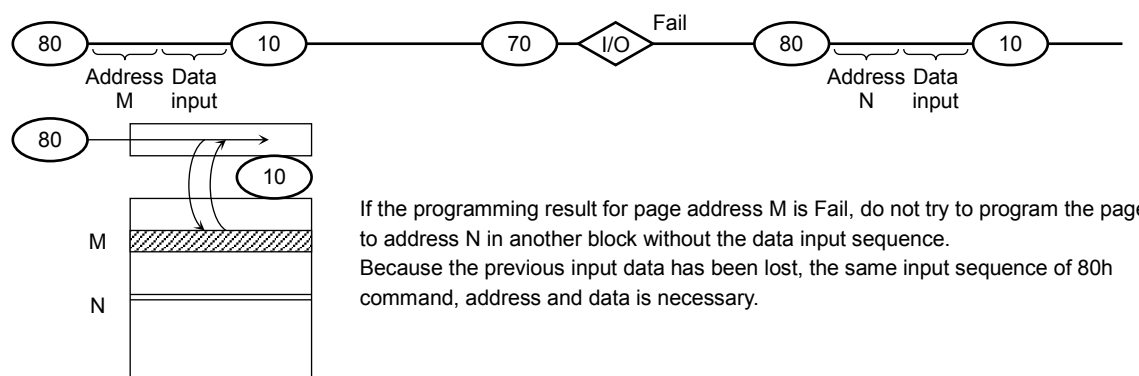 80 10 70 I/O Fail 80 10
Address Data Address Data
M input N input
80
10
M
N
If the programming result for page address M is Fail, do not try to program the page
to address N in another block without the data input sequence.
Because the previous input data has been lost, the same input sequence of 80h
command, address and data is necessary.